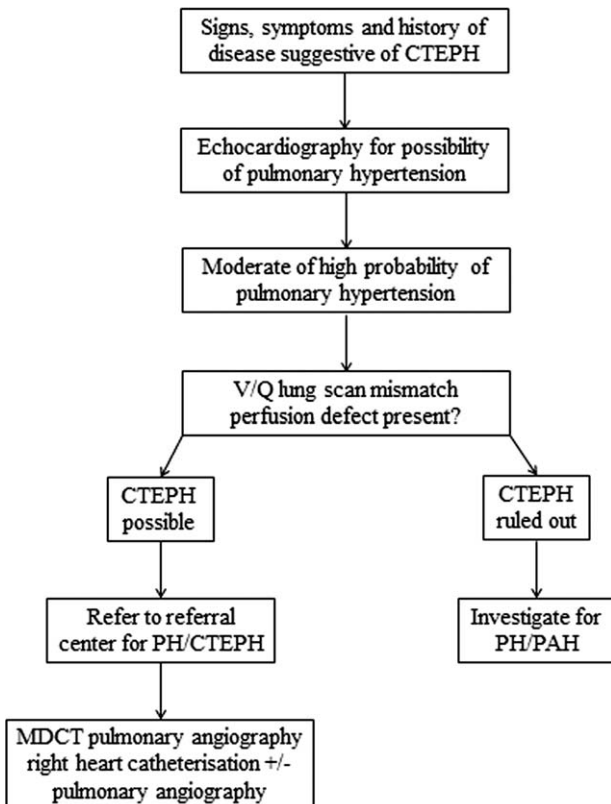 Signs, symptoms and history of
disease suggestive of CTEPH
Echocardiography for possibility
of pulmonary hypertension
Moderate of high probability of
pulmonary hypertension
V/Q lung scan mismatch
perfusion defect present?
CTEPH
possible
CTEPH
ruled out
Refer to referral
center for PH/CTEPH
Investigate for
PH/PAH
MDCT pulmonary angiography
right heart catheterisation +/-
pulmonary angiography